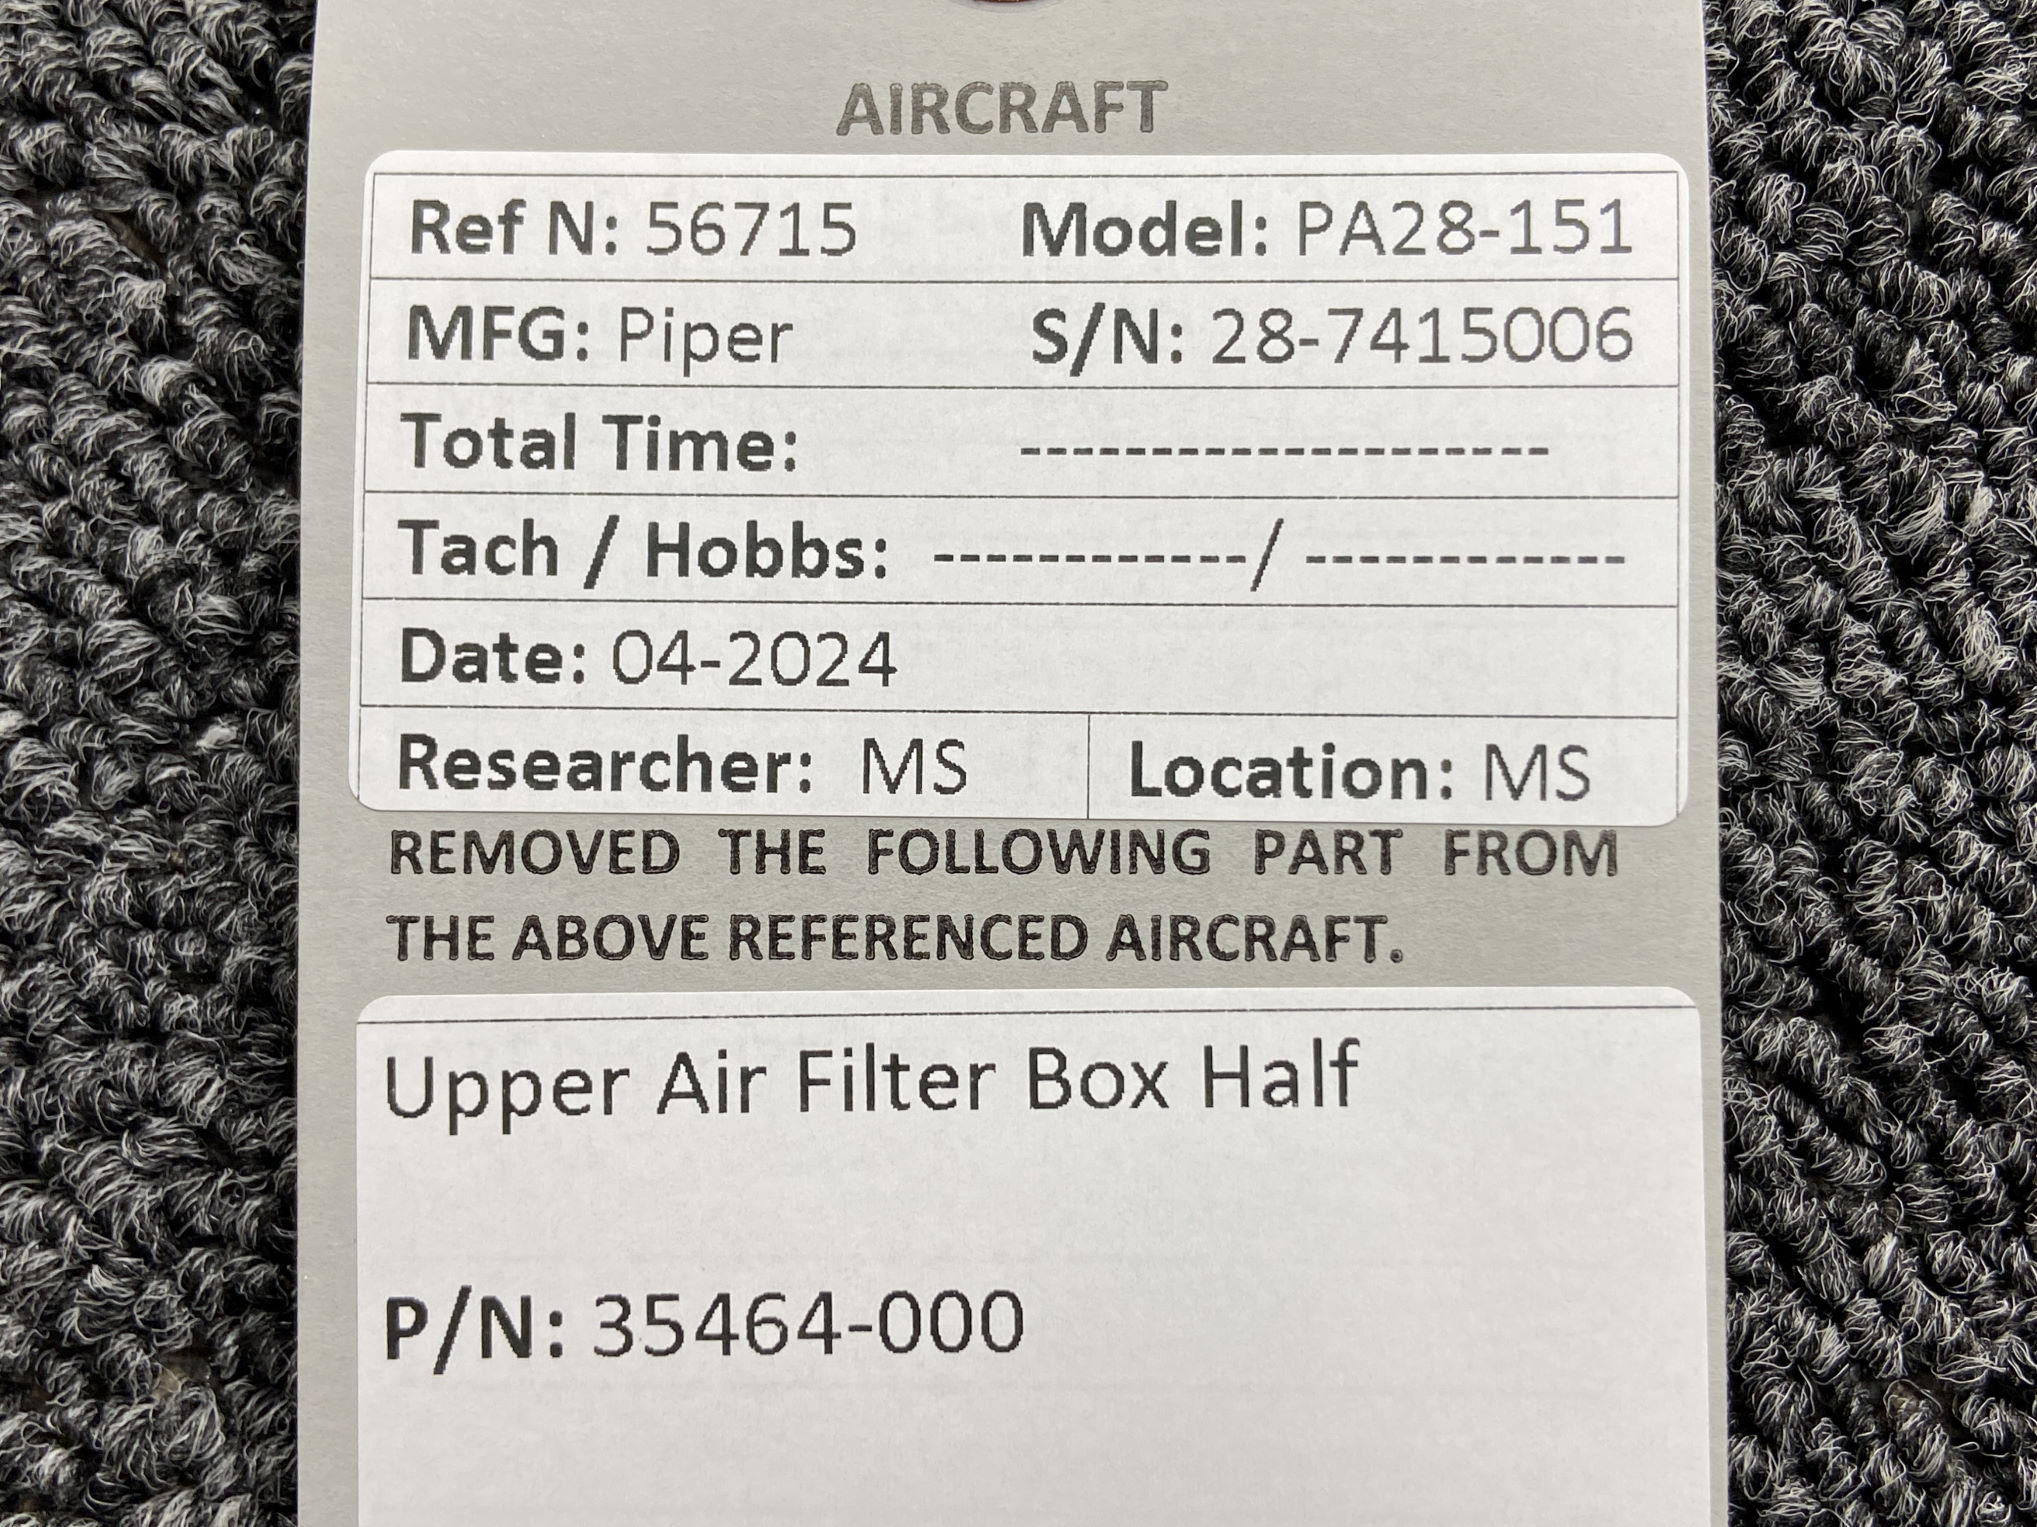 AIRCRAFT
Ref N: 56715 Model: PA28-151
MFG: Piper S/N: 28-7415006
Total Time: --------------------
Tach / Hobbs: ------------/ ------------
Date: 04-2024
Researcher: MS Location: MS
REMOVED THE FOLLOWING PART FROM
THE ABOVE REFERENCED AIRCRAFT.
Upper Air Filter Box Half
P/N: 35464-000